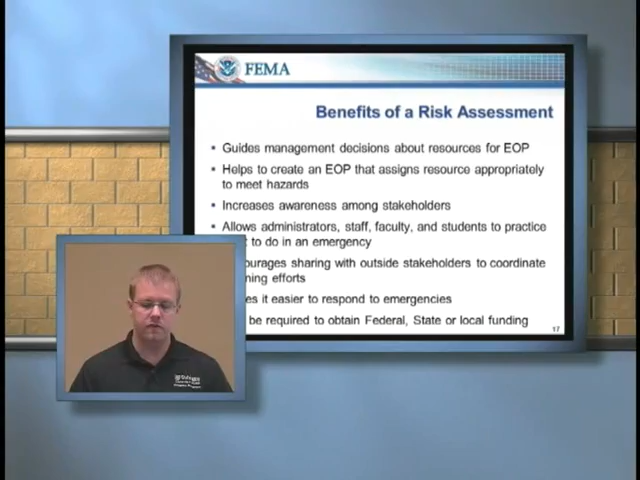 FEMA
Benefits of a Risk Assessment
Guides management decisions about resources for EOP
Helps to create an EOP that assigns resource appropriately
to meet hazards
Increases awareness among stakeholders
Allows administrators, staff, faculty, and students to practice
to do in an emergency
sharing with outside stakeholders to coordinate
efforts
it easier to respond to emergencies
be required to obtain Federal, State or local funding
17